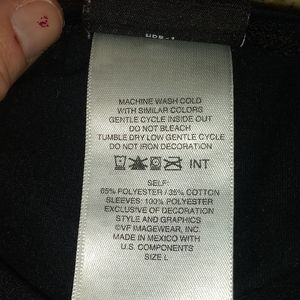 MACHINE WASH COLD
WITH SIMILAR COLORS
GENTLE CYCLE INSIDE OUT
DO NOT BLEACH
TUMBLE DRY LOW GENTLE CYCLE
DO NOT IRON DECORATION
INT
SELF:
65% POLYESTER / 35% COTTON
SLEEVES: 100% POLYESTER
EXCLUSIVE OF DECORATION
STYLE AND GRAPHICS
©VF IMAGEWEAR, INC.
MADE IN MEXICO WITH
U.S. COMPONENTS
SIZE L